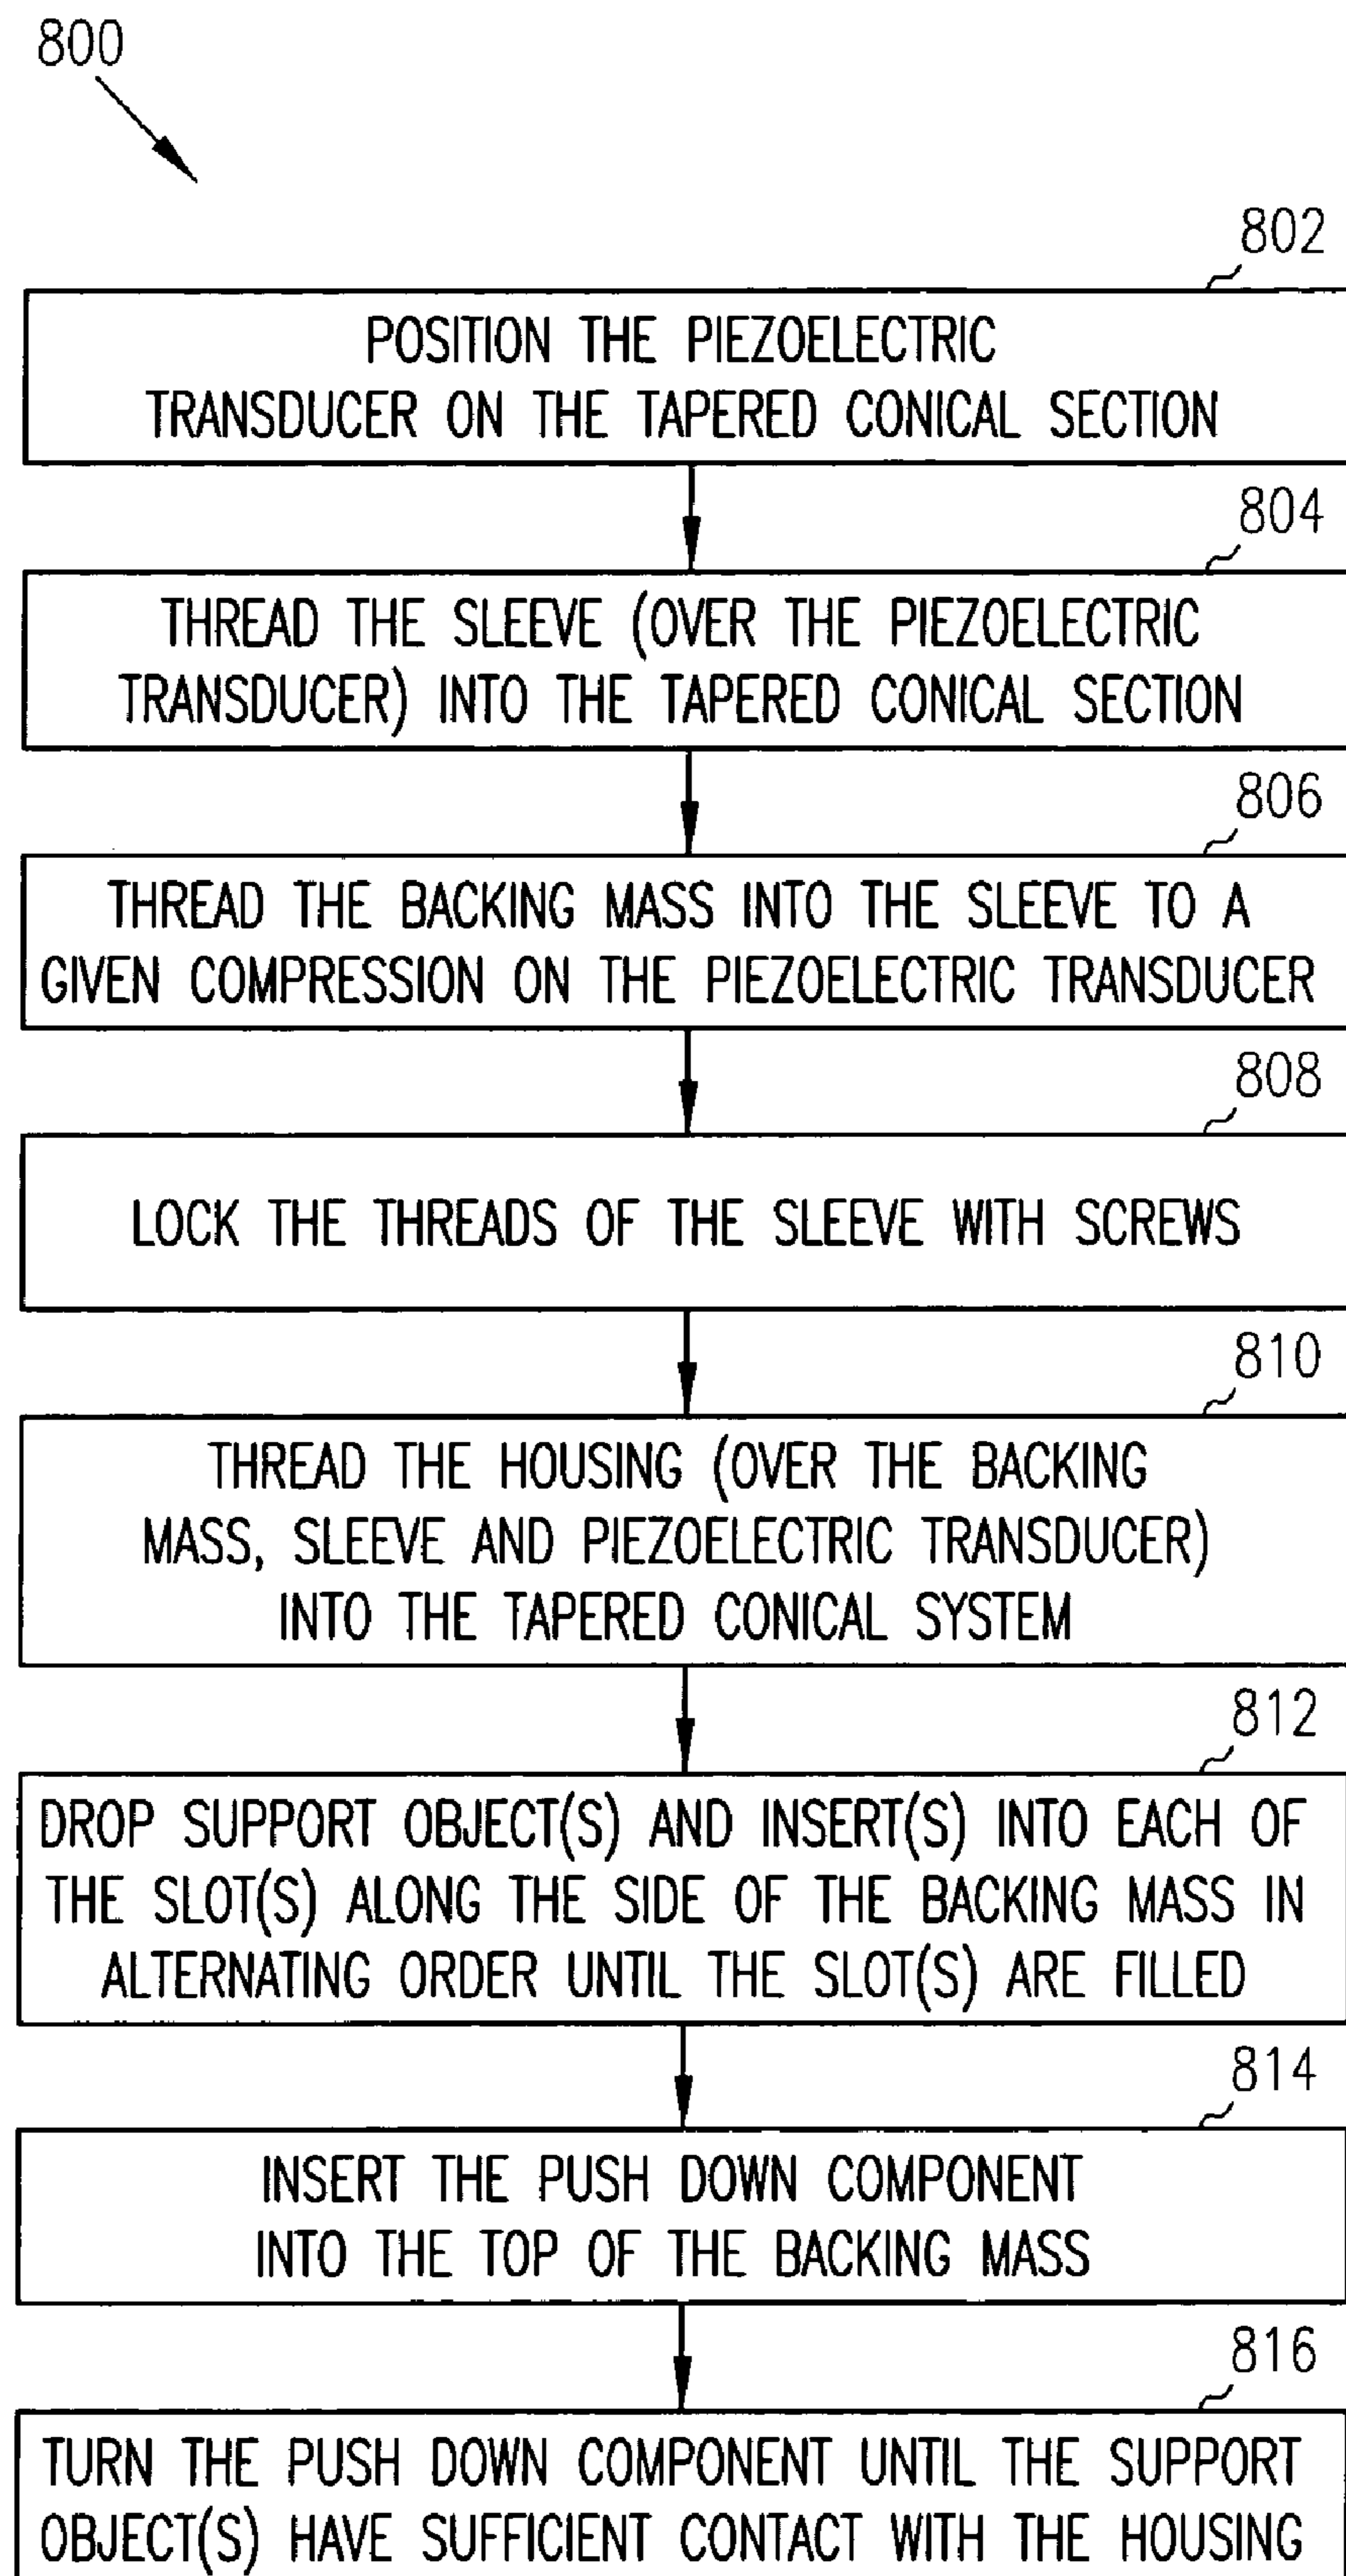 800
802
POSITION THE PIEZOELECTRIC
TRANSDUCER ON THE TAPERED CONICAL SECTION
804
THREAD THE SLEEVE (OVER THE PIEZOELECTRIC
TRANSDUCER) INTO THE TAPERED CONICAL SECTION
806
THREAD THE BACKING MASS INTO THE SLEEVE TO A
GIVEN COMPRESSION ON THE PIEZOELECTRIC TRANSDUCER
808
LOCK THE THREADS OF THE SLEEVE WITH SCREWS
810
THREAD THE HOUSING (OVER THE BACKING
MASS, SLEEVE AND PIEZOELECTRIC TRANSDUCER)
INTO THE TAPERED CONICAL SYSTEM
812
DROP SUPPORT OBJECT(S) AND INSERT(S) INTO EACH OF
THE SLOT(S) ALONG THE SIDE OF THE BACKING MASS IN
ALTERNATING ORDER UNTIL THE SLOT(S) ARE FILLED
814
INSERT THE PUSH DOWN COMPONENT
INTO THE TOP OF THE BACKING MASS
816
TURN THE PUSH DOWN COMPONENT UNTIL THE SUPPORT
OBJECT(S) HAVE SUFFICIENT CONTACT WITH THE HOUSING